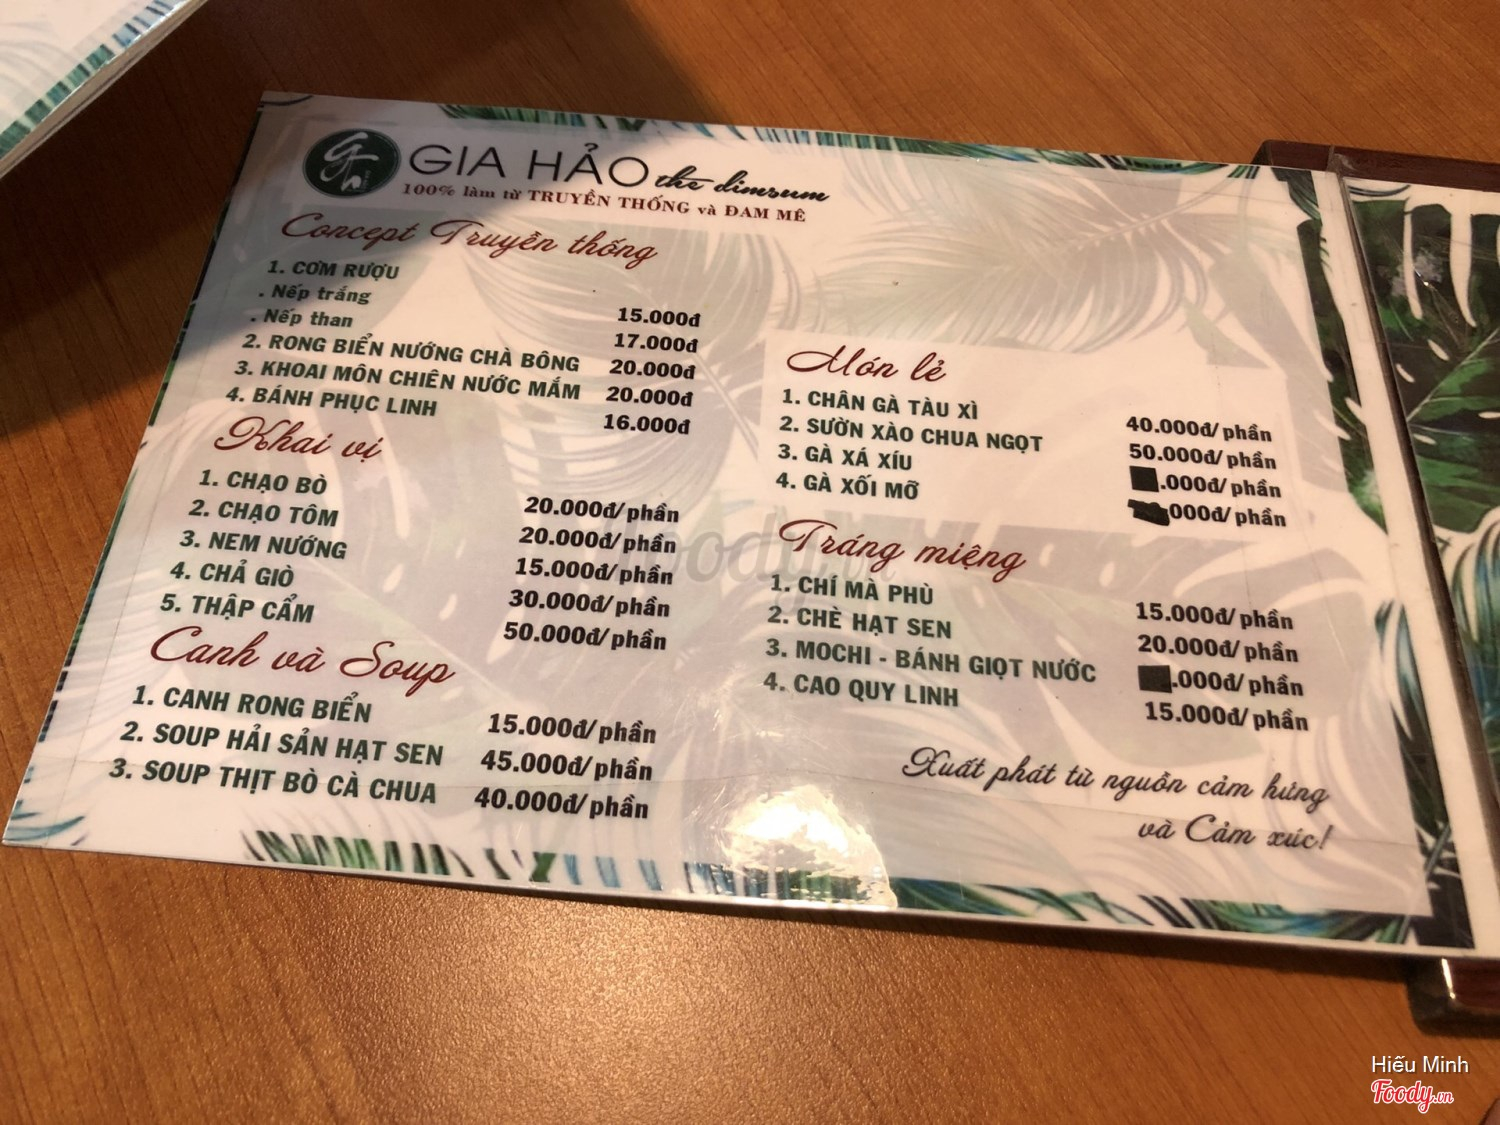 GIA HẢO the dimsum
100% làm từ TRUYỀN THỐNG và ĐAM MÊ
Concept Truyền thống
1. CƠM RƯỢU
. Nếp trắng 15.000đ
. Nếp than 17.000đ
2. RONG BIỂN NƯỚNG CHÀ BÔNG 20.000đ
3. KHOAI MÔN CHIÊN NƯỚC MẮM 20.000đ
4. BÁNH PHỤC LINH 16.000đ
Khai vị
1. CHẠO BÒ 20.000đ/phần
2. CHẠO TÔM 20.000đ/phần
3. NEM NƯỚNG 15.000đ/phần
4. CHẢ GIÒ 30.000đ/phần
5. THẬP CẨM 50.000đ/phần
Canh và Soup
1. CANH RONG BIỂN 15.000đ/phần
2. SOUP HẢI SẢN HẠT SEN 45.000đ/phần
3. SOUP THỊT BÒ CÀ CHUA 40.000đ/phần
Món lẻ
1. CHÂN GÀ TÀU XÌ 40.000đ/phần
2. SƯỜN XÀO CHUA NGỌT 50.000đ/phần
3. GÀ XÁ XÍU .000đ/phần
4. GÀ XỐI MỠ 000đ/phần
Tráng miệng
1. CHÍ MÀ PHÙ 15.000đ/phần
2. CHÈ HẠT SEN 20.000đ/phần
3. MOCHI - BÁNH GIỌT NƯỚC .000đ/phần
4. CAO QUY LINH 15.000đ/phần
Xuất phát từ nguồn cảm hứng
và Cảm xúc!
foody.vn
Hiếu Minh
Foody.vn